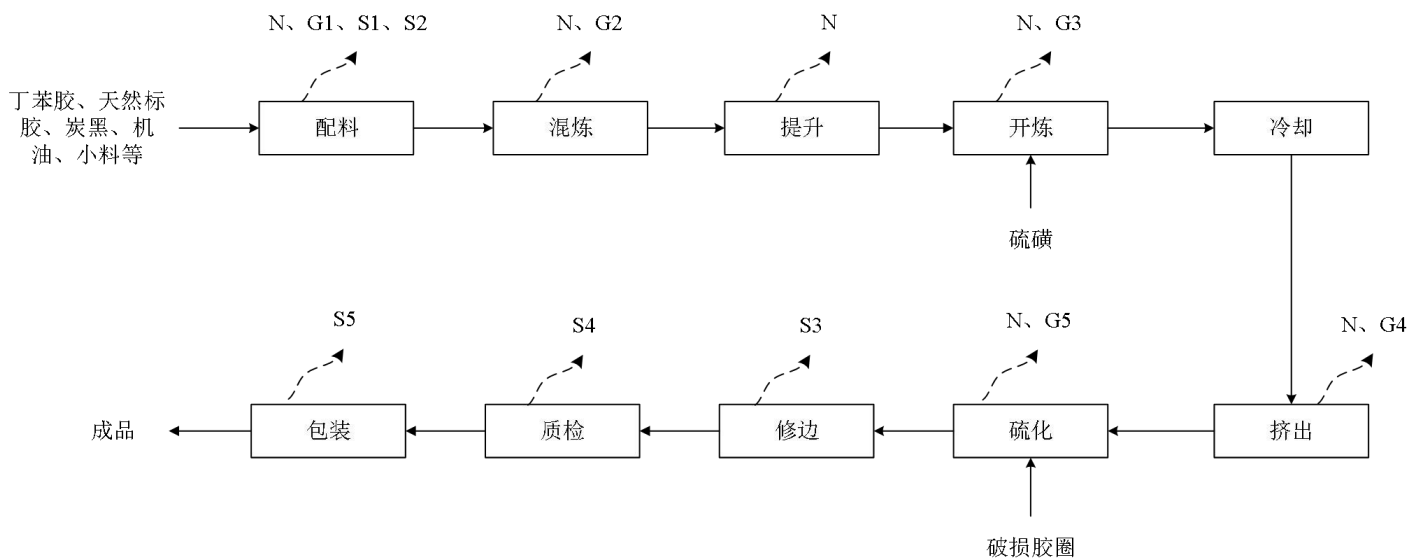 N、G1、S1、S2
N、G2
N
N、G3
丁苯胶、天然标
胶、炭黑、机
油、小料等
配料
混炼
提升
开炼
冷却
硫磺
S5
S4
S3
N、G5
N、G4
成品
包装
质检
修边
硫化
挤出
破损胶圈